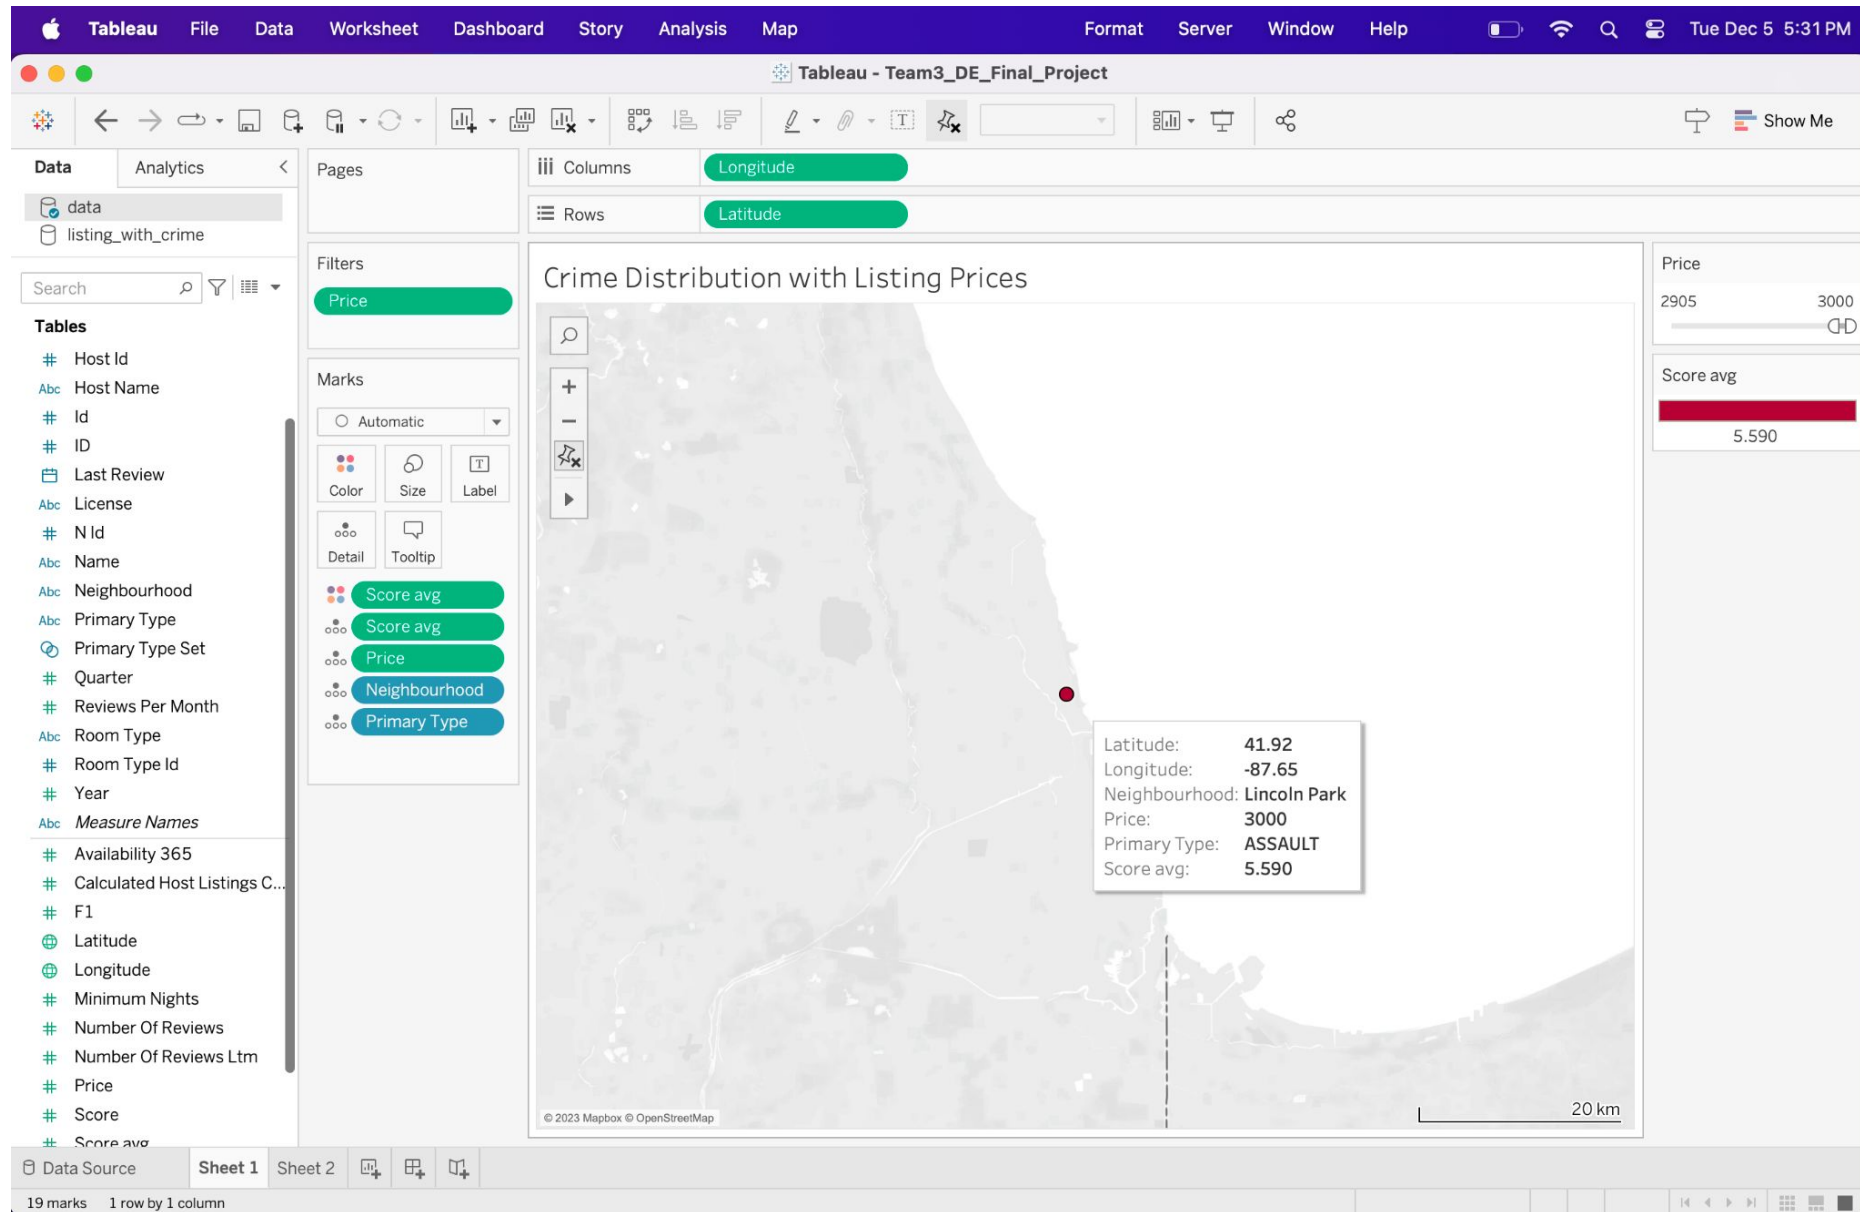 Tableau File Data Worksheet Dashboard Story Analysis Map Format Server Window Help Tue Dec 5 5:31 PM
Tableau - Team3_DE_Final_Project
Show Me
Data Analytics
data
listing_with_crime
Search
Tables
Host Id
Abc Host Name
Id
ID
Last Review
Abc License
N Id
Abc Name
Abc Neighbourhood
Abc Primary Type
Primary Type Set
Quarter
Reviews Per Month
Abc Room Type
Room Type Id
Year
Abc Measure Names
Availability 365
Calculated Host Listings C...
F1
Latitude
Longitude
Minimum Nights
Number Of Reviews
Number Of Reviews Ltm
Price
Score
Score avg
Pages
Filters
Price
Marks
Automatic
Color Size Label
Detail Tooltip
Score avg
Score avg
Price
Neighbourhood
Primary Type
Columns Longitude
Rows Latitude
Crime Distribution with Listing Prices
Latitude: 41.92
Longitude: -87.65
Neighbourhood: Lincoln Park
Price: 3000
Primary Type: ASSAULT
Score avg: 5.590
© 2023 Mapbox © OpenStreetMap
20 km
Price
2905 3000
Score avg
5.590
Data Source Sheet 1 Sheet 2
19 marks 1 row by 1 column